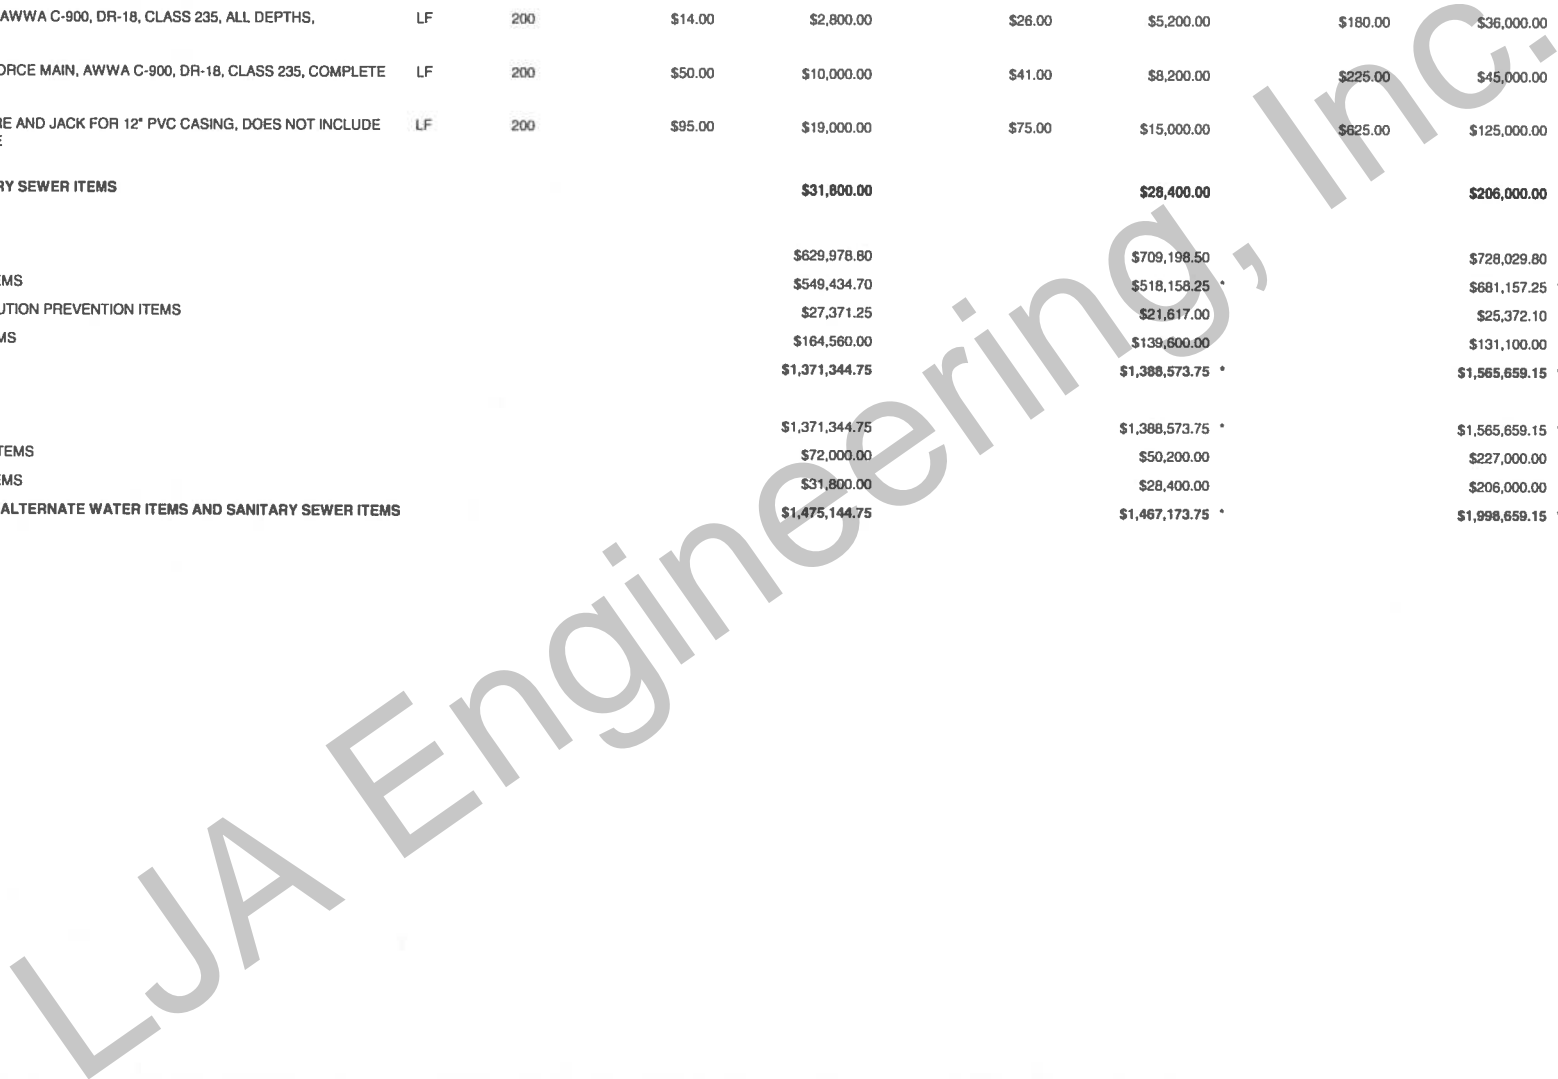 AWWA C-900, DR-18, CLASS 235, ALL DEPTHS, LF 200 $14.00 $2,800.00 $26.00 $5,200.00 $180.00 $36,000.00
ORCE MAIN, AWWA C-900, DR-18, CLASS 235, COMPLETE LF 200 $50.00 $10,000.00 $41.00 $8,200.00 $225.00 $45,000.00
RE AND JACK FOR 12" PVC CASING, DOES NOT INCLUDE LF 200 $95.00 $19,000.00 $75.00 $15,000.00 $625.00 $125,000.00
E
RY SEWER ITEMS $31,800.00 $28,400.00 $206,000.00
$629,978.80 $709,198.50 $728,029.80
EMS $549,434.70 $518,158.25 * $681,157.25
UTION PREVENTION ITEMS $27,371.25 $21,617.00 $25,372.10
MS $164,560.00 $139,600.00 $131,100.00
$1,371,344.75 $1,388,573.75 * $1,565,659.15
$1,371,344.75 $1,388,573.75 * $1,565,659.15
TEMS $72,000.00 $50,200.00 $227,000.00
EMS $31,800.00 $28,400.00 $206,000.00
ALTERNATE WATER ITEMS AND SANITARY SEWER ITEMS $1,475,144.75 $1,467,173.75 * $1,998,659.15
LJA Engineering, Inc.